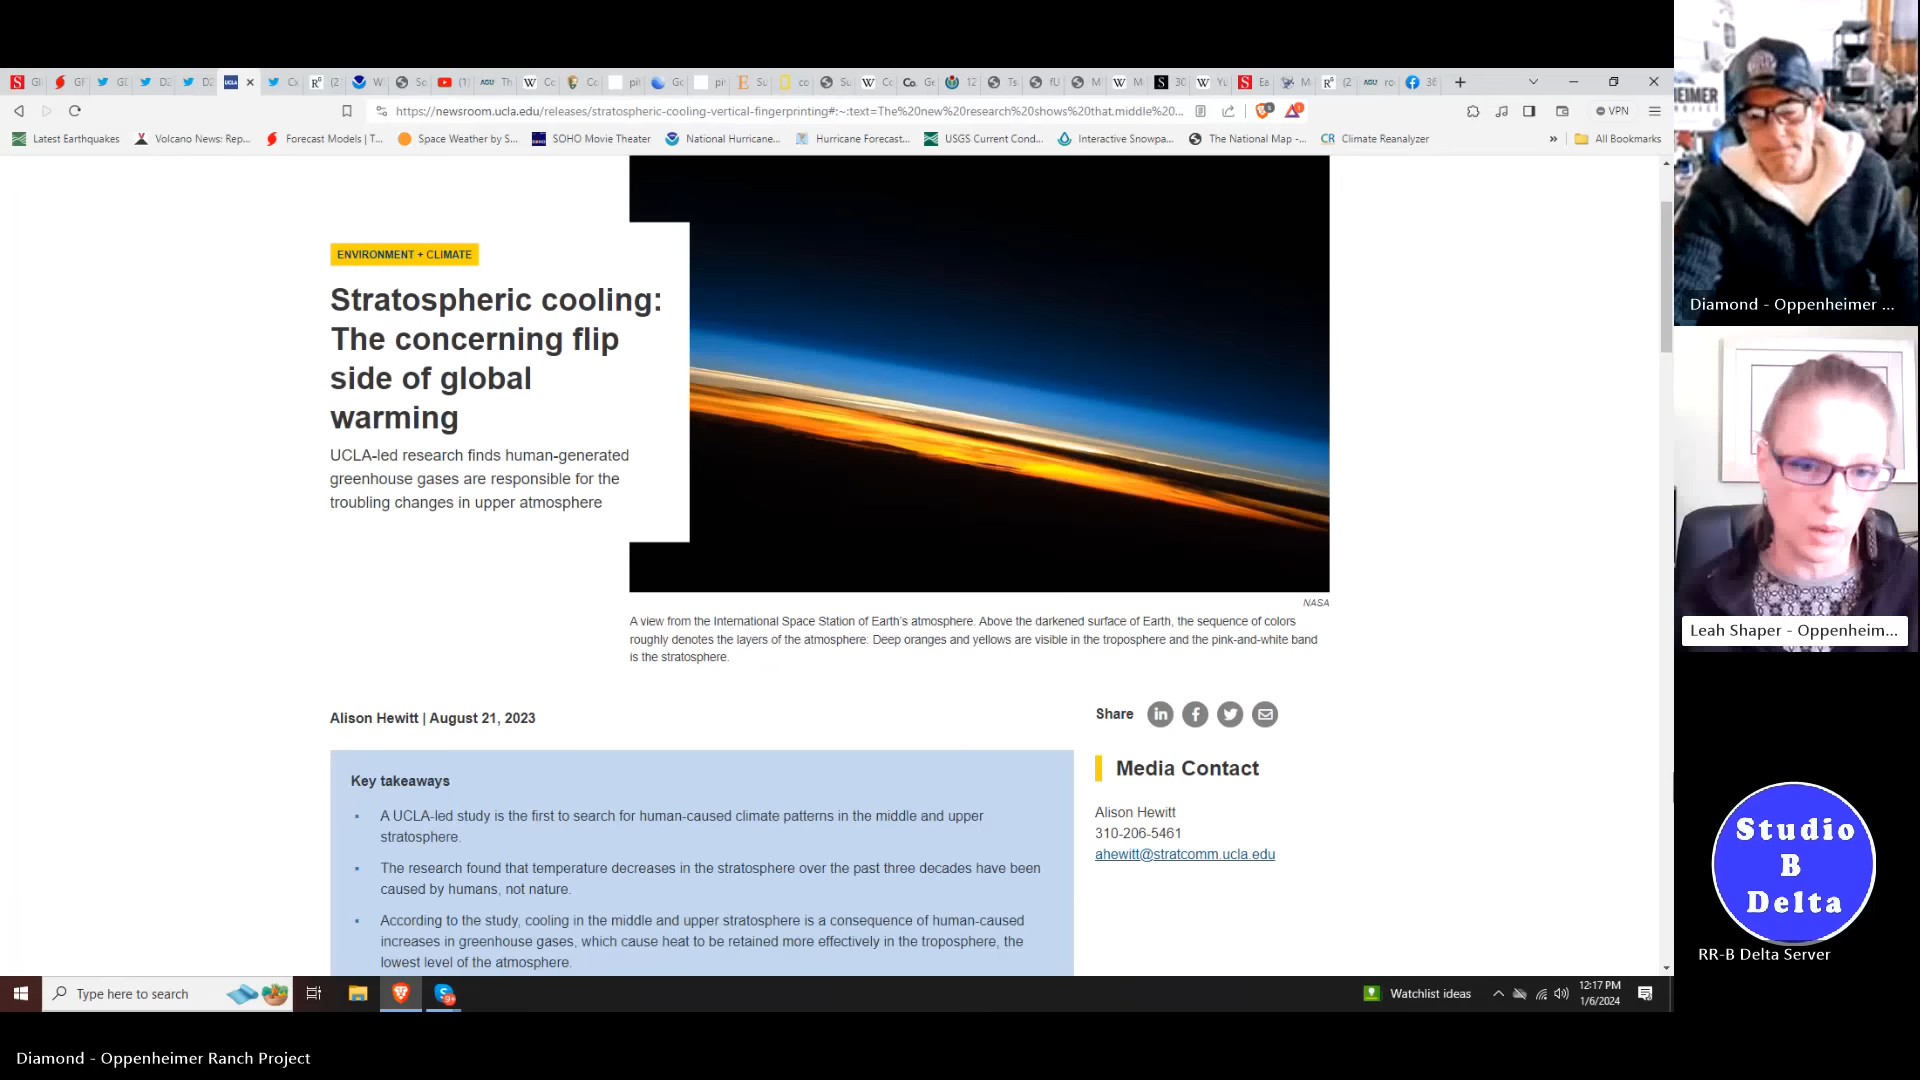 https://newsroom.ucla.edu/releases/stratospheric-cooling-vertical-fingerprinting#:~:text=The%20new%20research%20shows%20that.middle%20...
VPN
Latest Earthquakes
Volcano News: Rep...
Forecast Models | T...
Space Weather by S...
SOHO Movie Theater
National Hurricane...
Hurricane Forecast...
USGS Current Cond...
Interactive Snowpa...
The National Map -...
Climate Reanalyzer
All Bookmarks
ENVIRONMENT + CLIMATE
Stratospheric cooling:
The concerning flip
side of global
warming
UCLA-led research finds human-generated
greenhouse gases are responsible for the
troubling changes in upper atmosphere
NASA
A view from the International Space Station of Earth's atmosphere. Above the darkened surface of Earth, the sequence of colors
roughly denotes the layers of the atmosphere: Deep oranges and yellows are visible in the troposphere and the pink-and-white band
is the stratosphere.
Alison Hewitt | August 21, 2023
Share
Key takeaways
▪ A UCLA-led study is the first to search for human-caused climate patterns in the middle and upper
stratosphere.
▪ The research found that temperature decreases in the stratosphere over the past three decades have been
caused by humans, not nature.
▪ According to the study, cooling in the middle and upper stratosphere is a consequence of human-caused
increases in greenhouse gases, which cause heat to be retained more effectively in the troposphere, the
lowest level of the atmosphere.
Media Contact
Alison Hewitt
310-206-5461
ahewitt@stratcomm.ucla.edu
Type here to search
Watchlist ideas
12:17 PM
1/6/2024
Diamond - Oppenheimer ...
Leah Shaper - Oppenheim...
Studio
B
Delta
RR-B Delta Server
Diamond - Oppenheimer Ranch Project